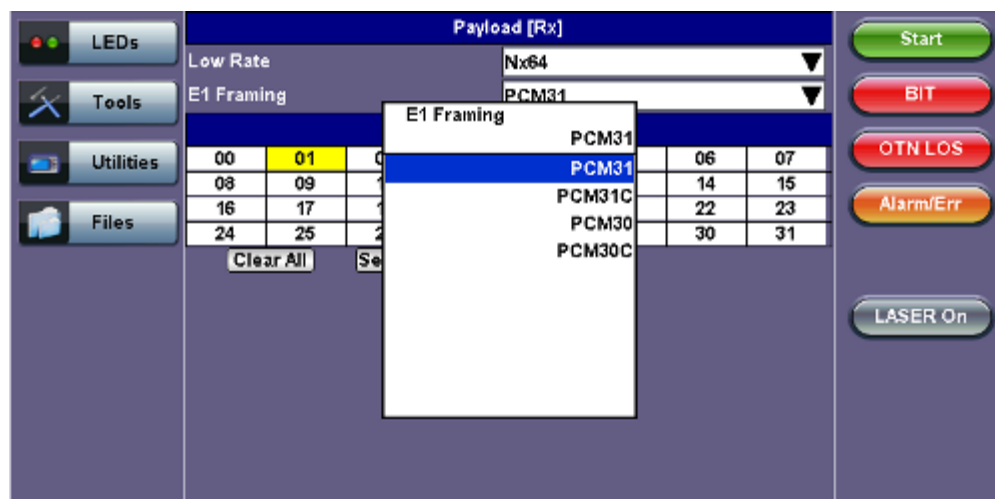 LEDs
Tools
Utilities
Files
Payload [Rx]
Low Rate
Nx64
E1 Framing
PCM31
E1 Framing
PCM31
PCM31
PCM31C
PCM30
PCM30C
00 01 06 07
08 09 14 15
16 17 22 23
24 25 30 31
Clear All
Start
BIT
OTN LOS
Alarm/Err
LASER On